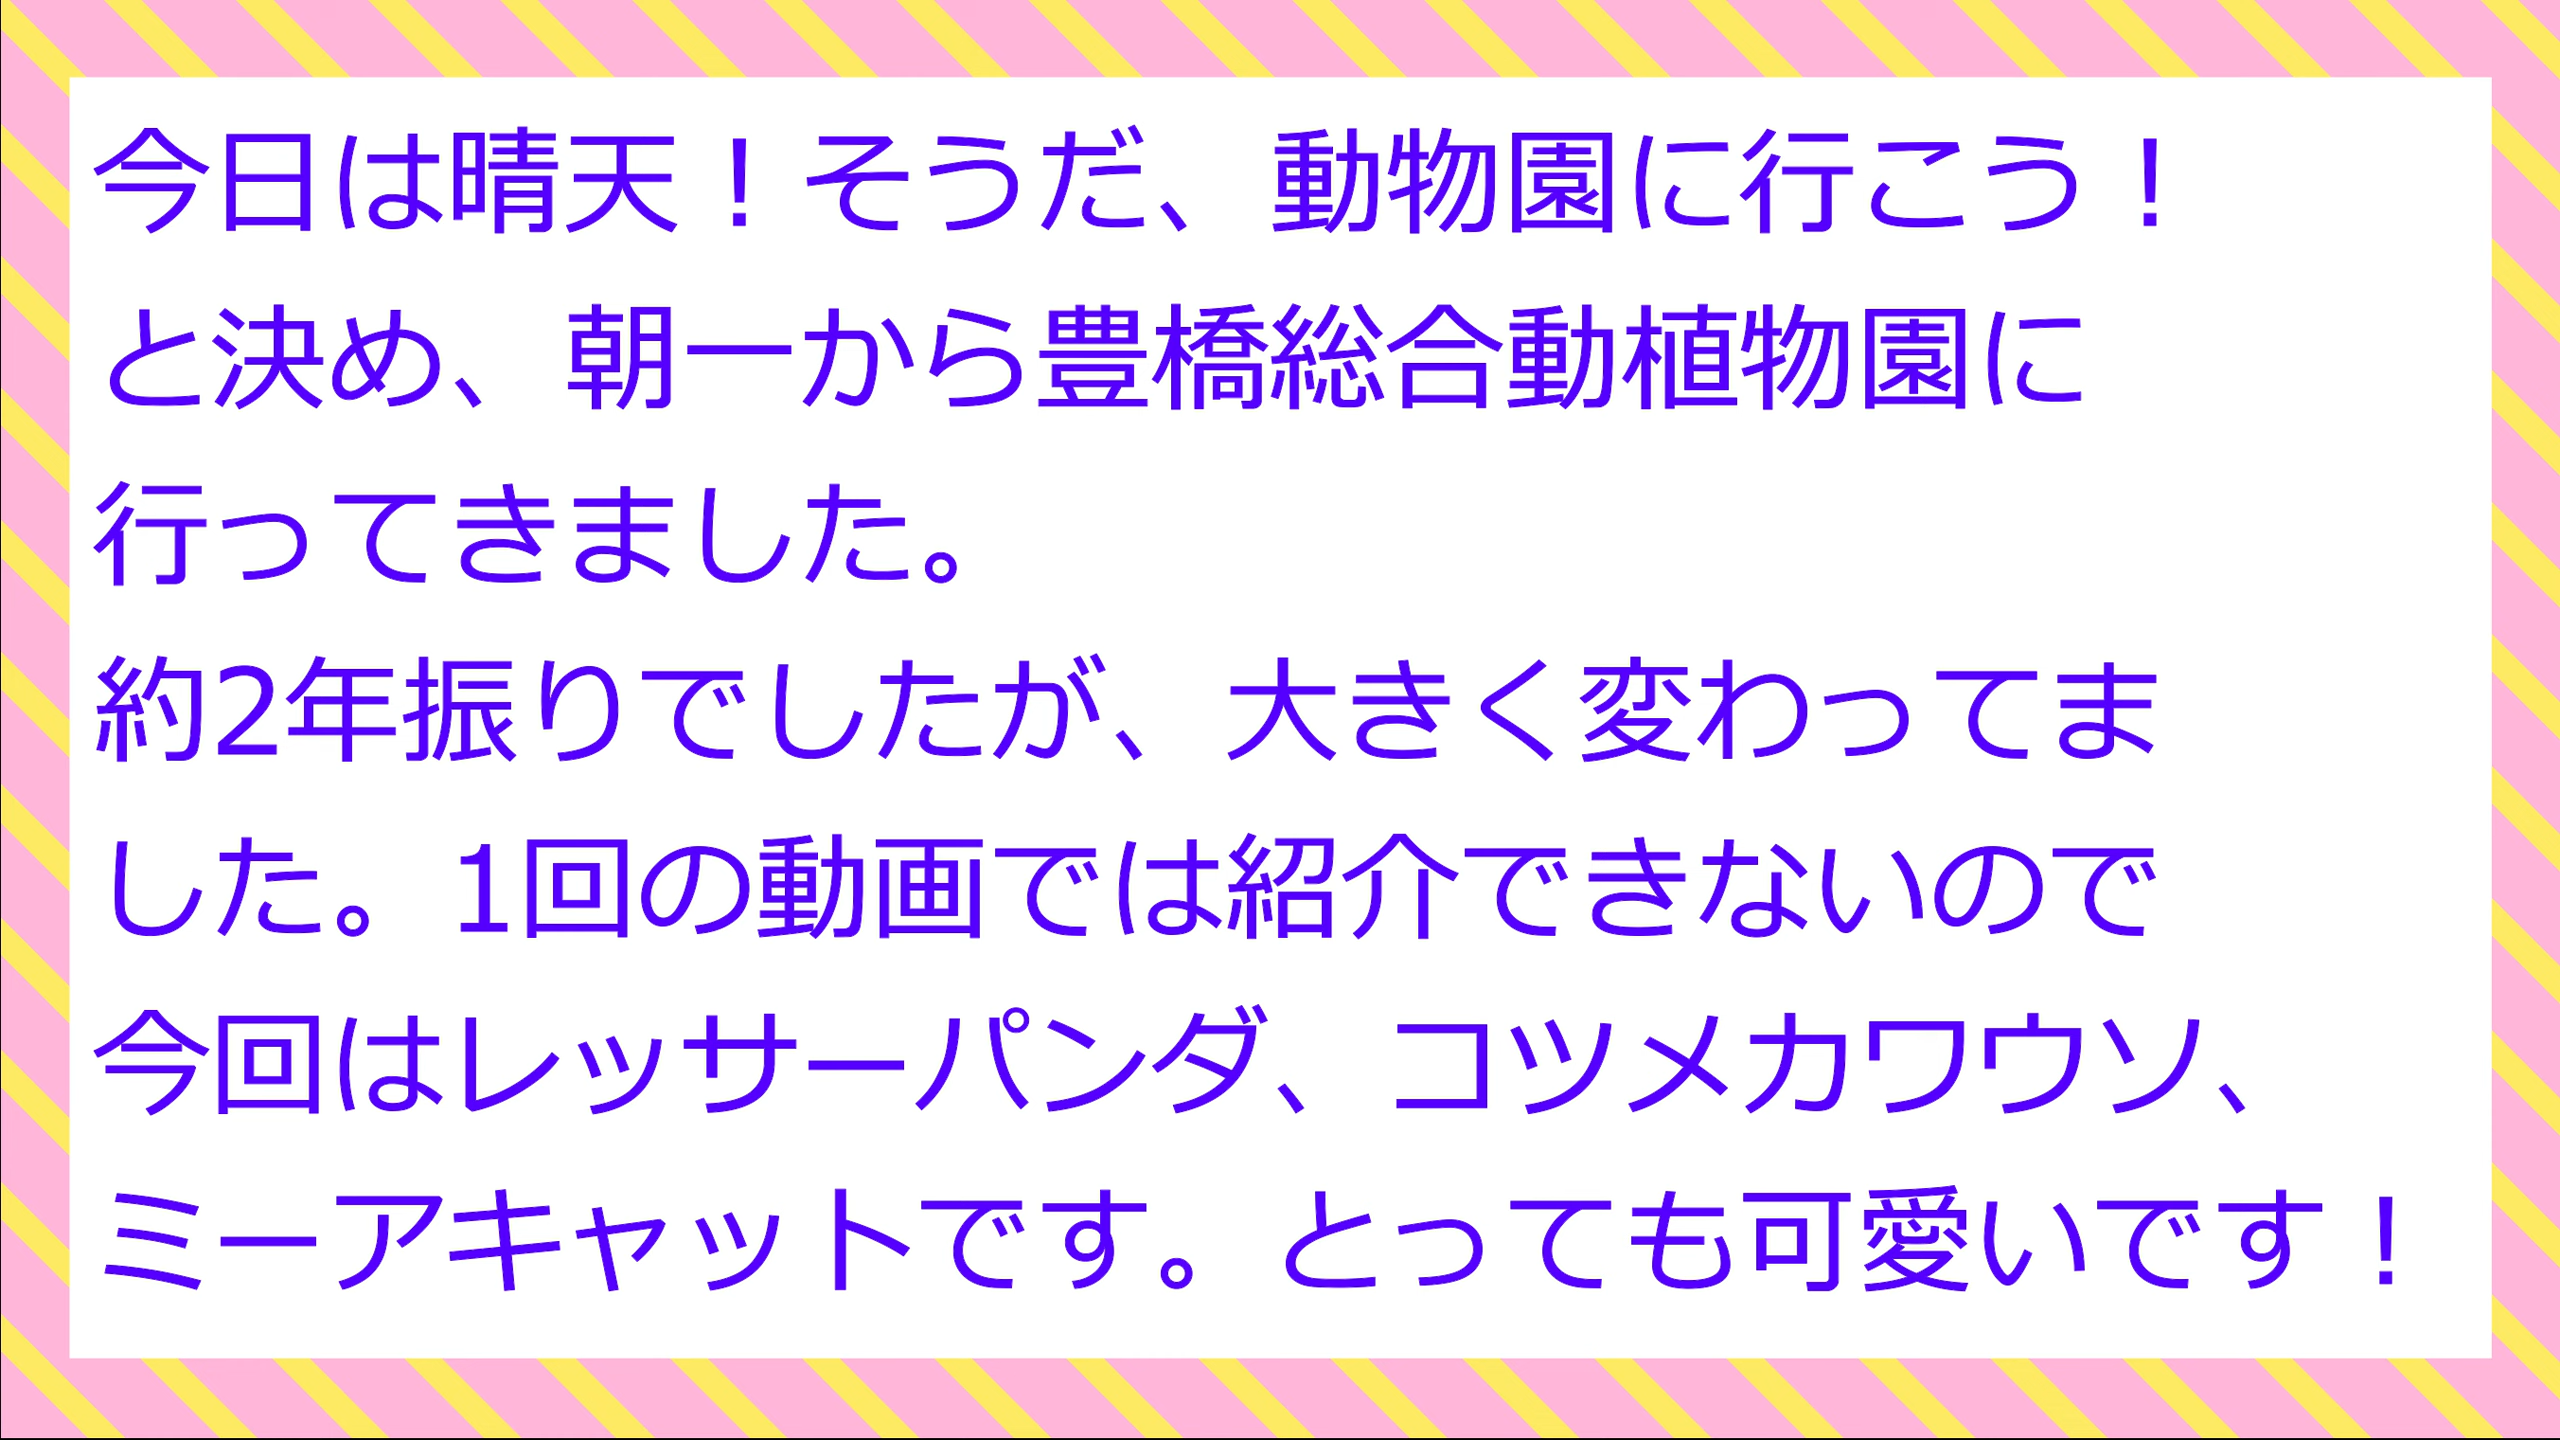 今日は晴天！そうだ、動物園に行こう！
と決め、朝一から豊橋総合動植物園に
行ってきました。
約2年振りでしたが、大きく変わってま
した。1回の動画では紹介できないので
今回はレッサーパンダ、コツメカワウソ、
ミーアキャットです。とっても可愛いです！